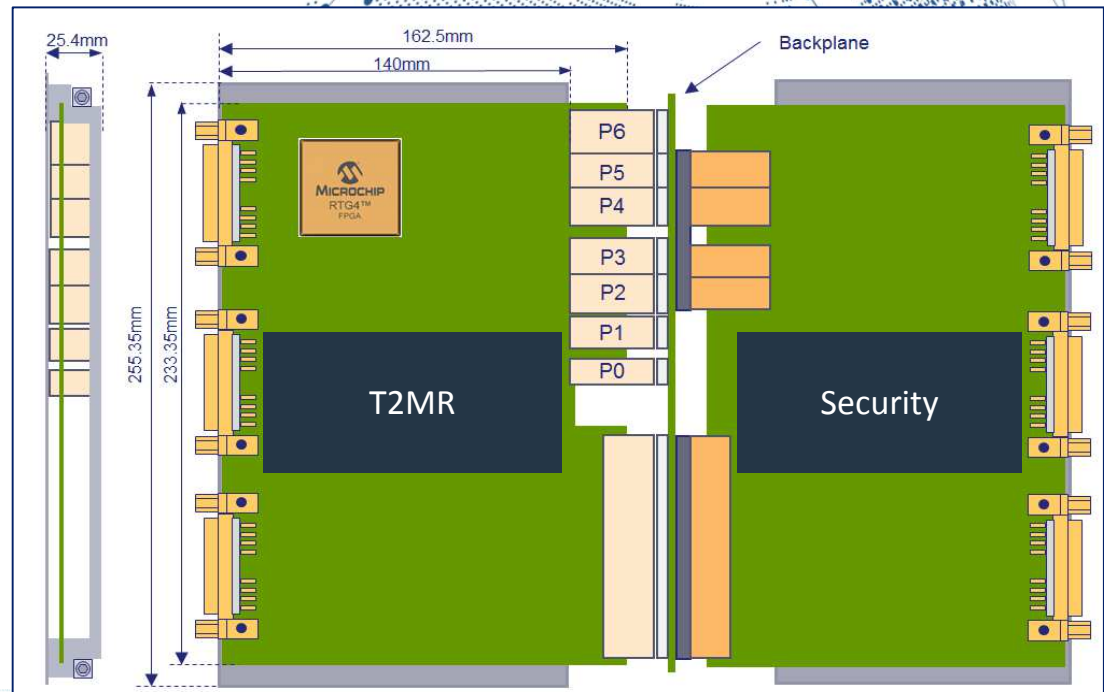 25.4mm
162.5mm
140mm
Backplane
255.35mm
233.35mm
MICROCHIP
RTG4™
FPGA
P6
P5
P4
P3
P2
P1
P0
T2MR
Security